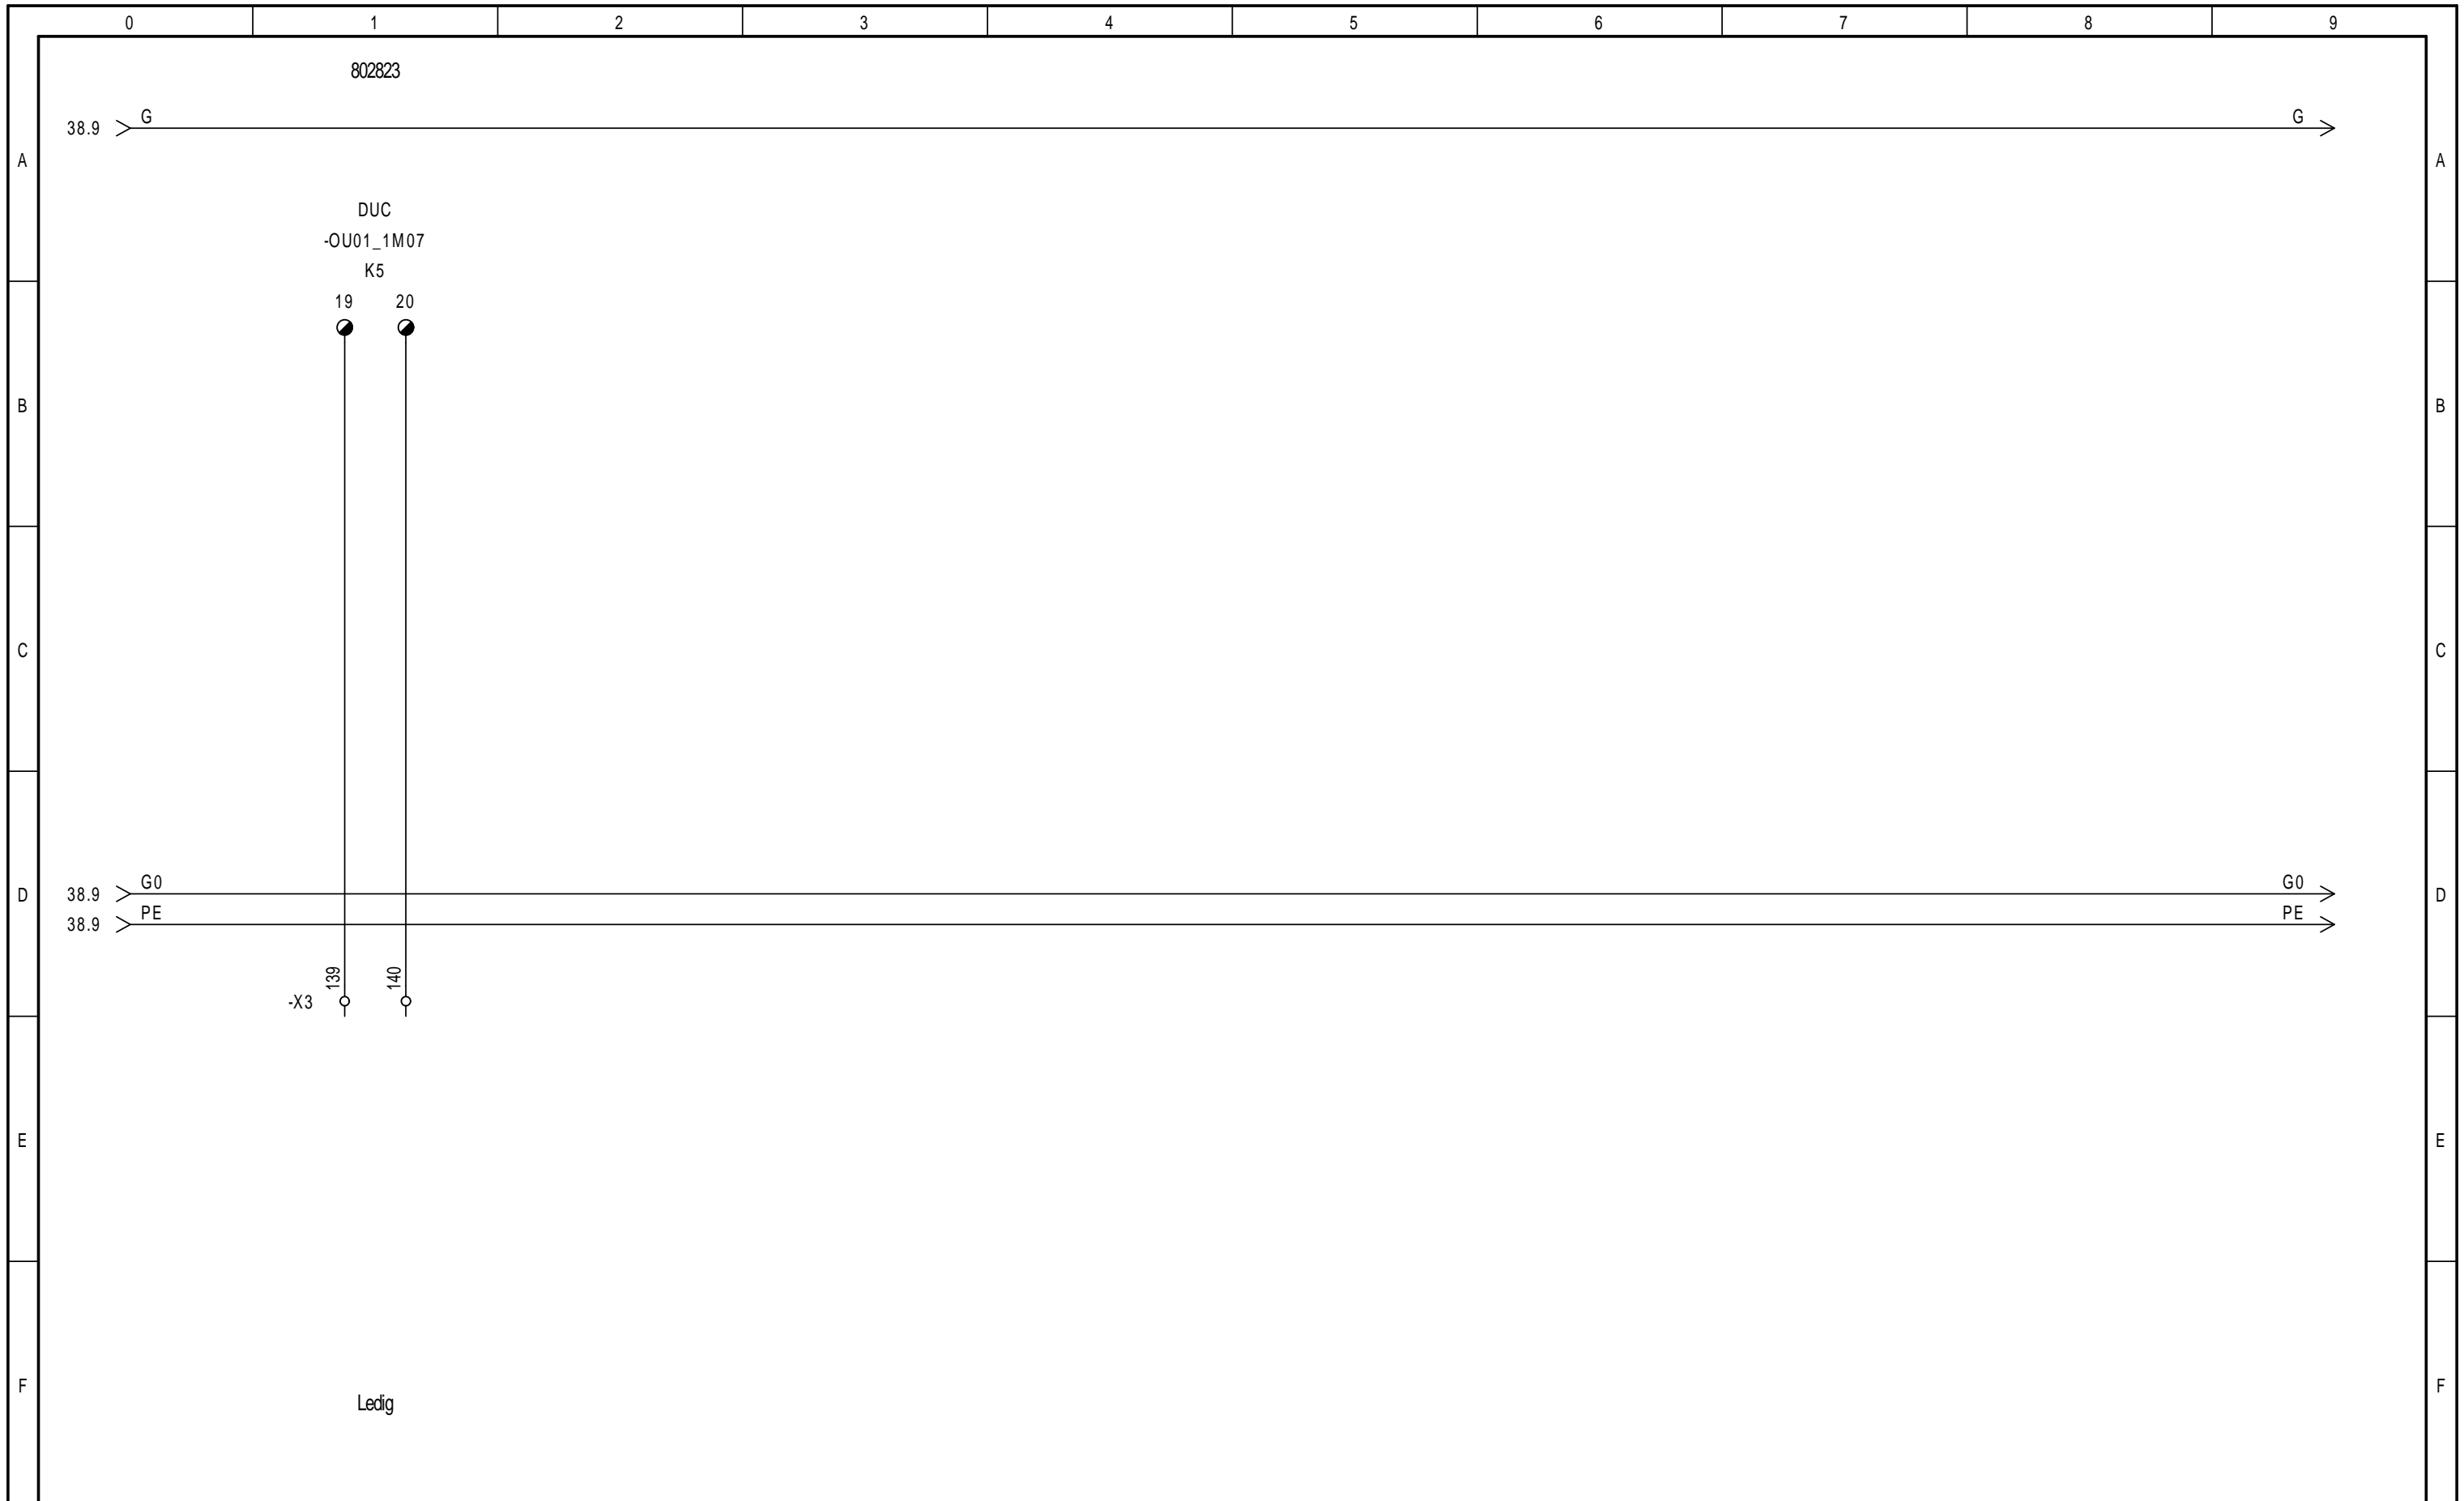 0 1 2 3 4 5 6 7 8 9
802823
38.9 G G
A A
DUC
-OU01_1M07
K5
19 20
B B
C C
38.9 G0 G0
D D
38.9 PE PE
139 140
-X3
E E
F F
Ledig